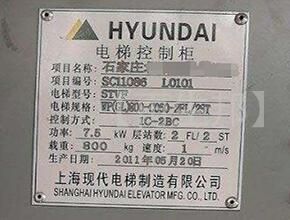 HYUNDAI
电梯控制柜
项目名称: 石家庄
项目编号: SC11086 L0101
电梯型号: STVF
电梯规格:
控制方式: 1C-2BC
功率: 7.5 kW 层站数: 2 FL/ 2 ST
载重量: 800 kg 速度: 1 m/s
生产日期: 2011年05月20日
上海现代电梯制造有限公司
SHANGHAI HYUNDAI ELEVATOR MFG. CO., LTD.